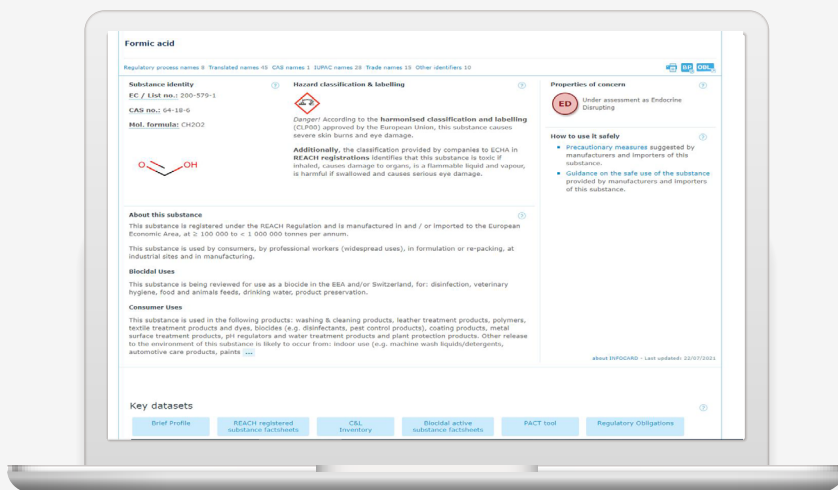 Formic acid
Regulatory process names 8 Translated names 45 CAS names 1 IUPAC names 28 Trade names 15 Other identifiers 10
BP OBL
Substance identity ?
EC / List no.: 200-579-1
CAS no.: 64-18-6
Mol. formula: CH2O2
O OH
Hazard classification & labelling ?
Danger! According to the harmonised classification and labelling
(CLP00) approved by the European Union, this substance causes
severe skin burns and eye damage.
Additionally, the classification provided by companies to ECHA in
REACH registrations identifies that this substance is toxic if
inhaled, causes damage to organs, is a flammable liquid and vapour,
is harmful if swallowed and causes serious eye damage.
Properties of concern ?
ED Under assessment as Endocrine
Disrupting
How to use it safely ?
• Precautionary measures suggested by
manufacturers and importers of this
substance.
• Guidance on the safe use of the substance
provided by manufacturers and importers
of this substance.
About this substance ?
This substance is registered under the REACH Regulation and is manufactured in and / or imported to the European
Economic Area, at ≥ 100 000 to < 1 000 000 tonnes per annum.
This substance is used by consumers, by professional workers (widespread uses), in formulation or re-packing, at
industrial sites and in manufacturing.
Biocidal Uses
This substance is being reviewed for use as a biocide in the EEA and/or Switzerland, for: disinfection, veterinary
hygiene, food and animals feeds, drinking water, product preservation.
Consumer Uses
This substance is used in the following products: washing & cleaning products, leather treatment products, polymers,
textile treatment products and dyes, biocides (e.g. disinfectants, pest control products), coating products, metal
surface treatment products, pH regulators and water treatment products and plant protection products. Other release
to the environment of this substance is likely to occur from: indoor use (e.g. machine wash liquids/detergents,
automotive care products, paints ...
about INFOCARD - Last updated: 22/07/2021
Key datasets ?
Brief Profile
REACH registered
substance factsheets
C&L
Inventory
Biocidal active
substance factsheets
PACT tool
Regulatory Obligations